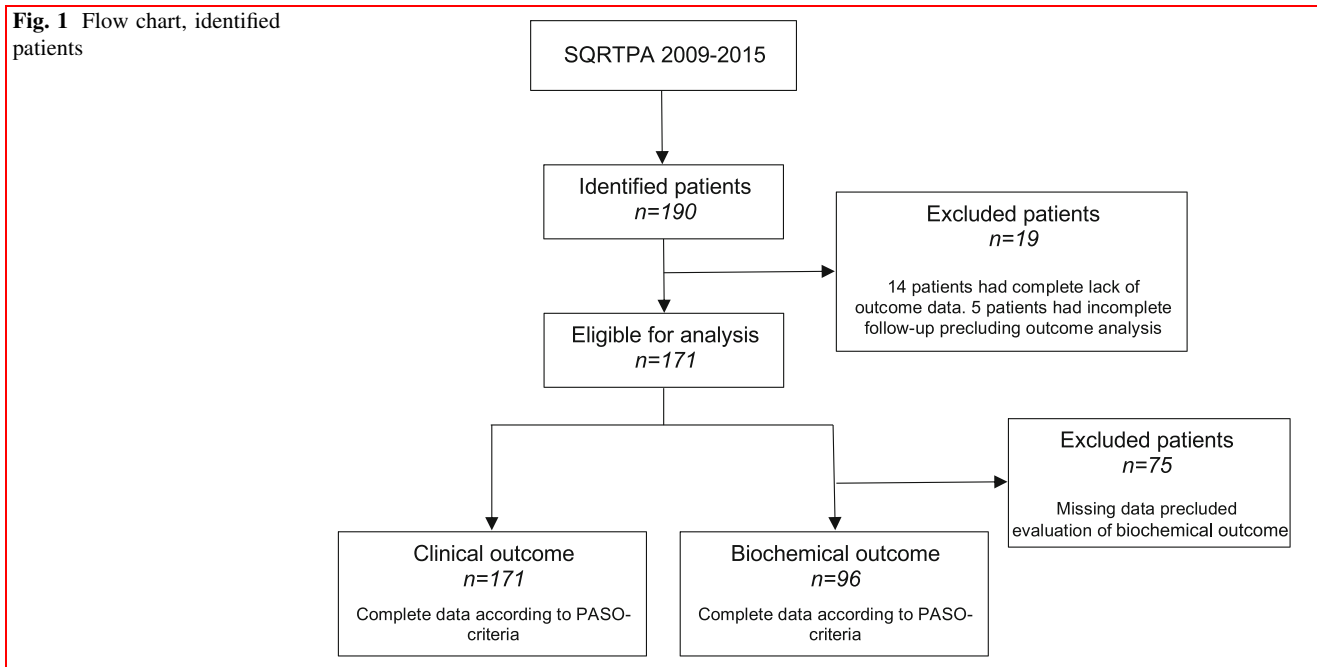 Fig. 1 Flow chart, identified
patients
SQRTPA 2009-2015
Identified patients
n=190
Excluded patients
n=19
14 patients had complete lack of
outcome data. 5 patients had incomplete
follow-up precluding outcome analysis
Eligible for analysis
n=171
Excluded patients
n=75
Missing data precluded
evaluation of biochemical outcome
Clinical outcome
n=171
Complete data according to PASO-
criteria
Biochemical outcome
n=96
Complete data according to PASO-
criteria